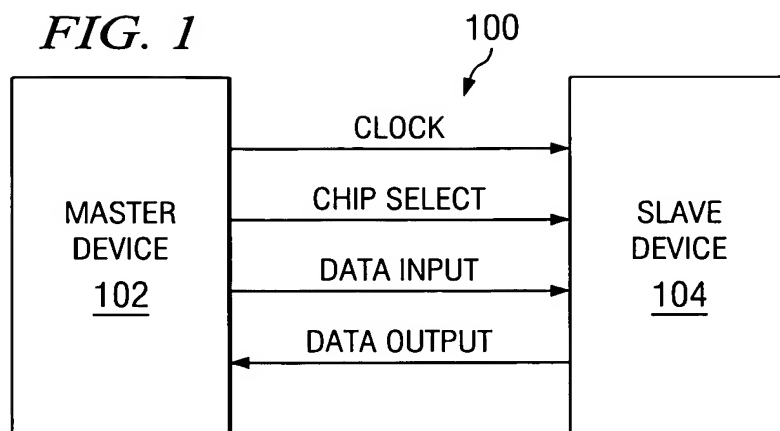 FIG. 1
100
CLOCK
CHIP SELECT
DATA INPUT
DATA OUTPUT
MASTER
DEVICE
102
SLAVE
DEVICE
104